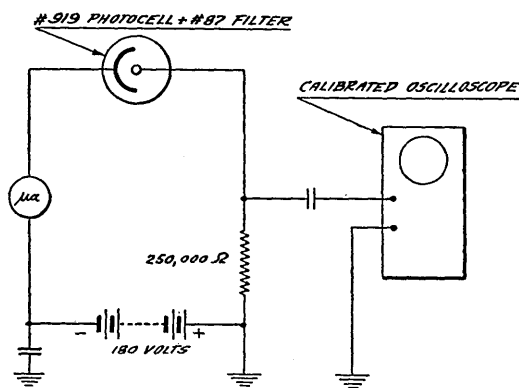 #919 PHOTOCELL + #87 FILTER
CALIBRATED OSCILLOSCOPE
μa
250,000 Ω
- +
180 VOLTS